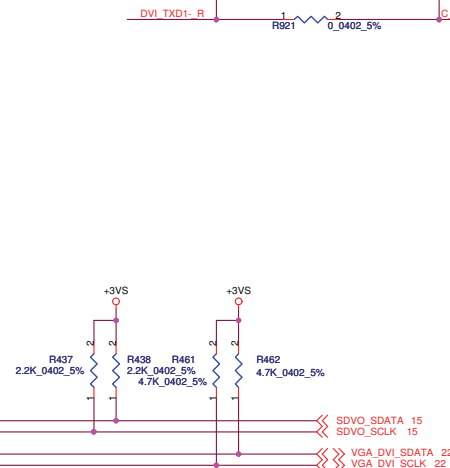 DVI_TXD1-_R
1
2
C
R921
0_0402_5%
+3VS
+3VS
2
2
2
2
R437
R438
R461
R462
2.2K_0402_5%
2.2K_0402_5%
4.7K_0402_5%
4.7K_0402_5%
1
1
1
1
SDVO_SDATA 15
SDVO_SCLK 15
VGA_DVI_SDATA 22
VGA_DVI_SCLK 22